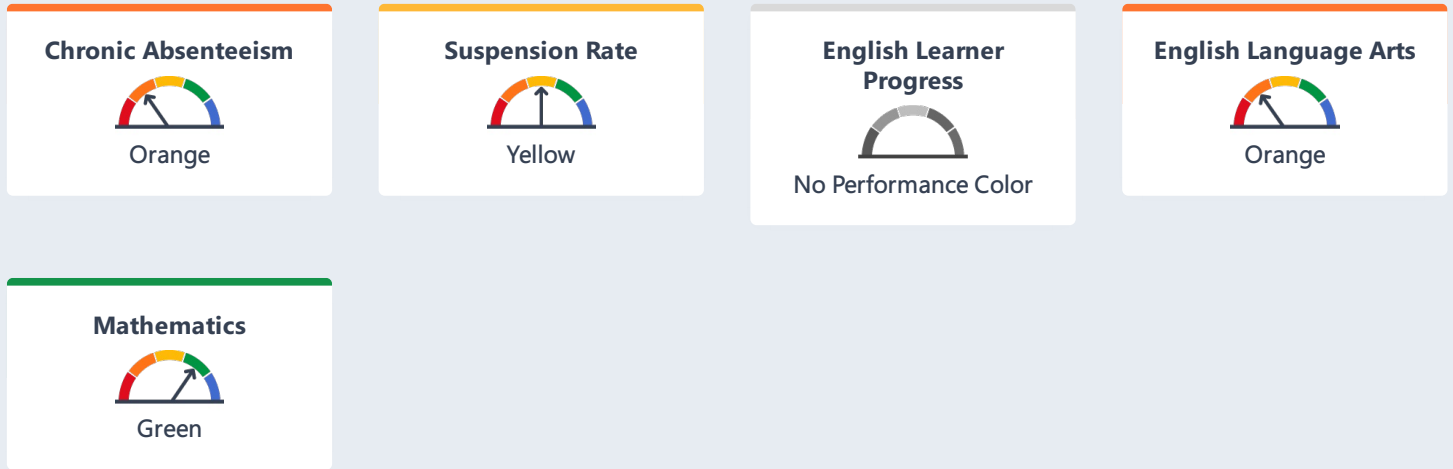 Chronic Absenteeism
Orange
Suspension Rate
Yellow
English Learner
Progress
No Performance Color
English Language Arts
Orange
Mathematics
Green